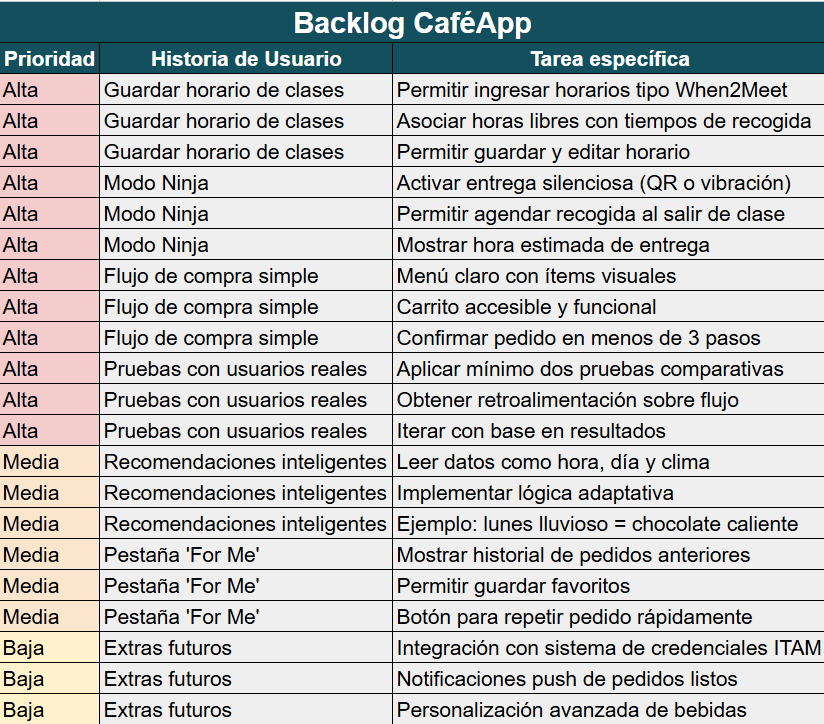 Backlog CaféApp
Prioridad Historia de Usuario Tarea específica
Alta Guardar horario de clases Permitir ingresar horarios tipo When2Meet
Alta Guardar horario de clases Asociar horas libres con tiempos de recogida
Alta Guardar horario de clases Permitir guardar y editar horario
Alta Modo Ninja Activar entrega silenciosa (QR o vibración)
Alta Modo Ninja Permitir agendar recogida al salir de clase
Alta Modo Ninja Mostrar hora estimada de entrega
Alta Flujo de compra simple Menú claro con ítems visuales
Alta Flujo de compra simple Carrito accesible y funcional
Alta Flujo de compra simple Confirmar pedido en menos de 3 pasos
Alta Pruebas con usuarios reales Aplicar mínimo dos pruebas comparativas
Alta Pruebas con usuarios reales Obtener retroalimentación sobre flujo
Alta Pruebas con usuarios reales Iterar con base en resultados
Media Recomendaciones inteligentes Leer datos como hora, día y clima
Media Recomendaciones inteligentes Implementar lógica adaptativa
Media Recomendaciones inteligentes Ejemplo: lunes lluvioso = chocolate caliente
Media Pestaña 'For Me' Mostrar historial de pedidos anteriores
Media Pestaña 'For Me' Permitir guardar favoritos
Media Pestaña 'For Me' Botón para repetir pedido rápidamente
Baja Extras futuros Integración con sistema de credenciales ITAM
Baja Extras futuros Notificaciones push de pedidos listos
Baja Extras futuros Personalización avanzada de bebidas